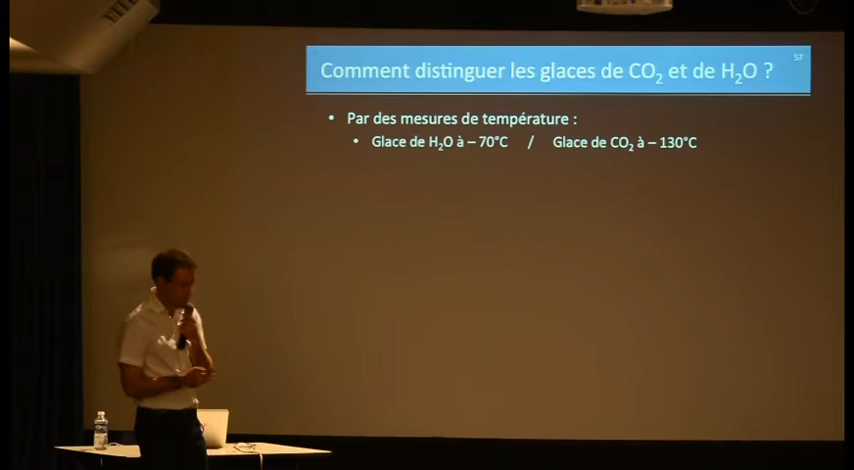 57
Comment distinguer les glaces de CO₂ et de H₂O ?
• Par des mesures de température :
• Glace de H₂O à – 70°C / Glace de CO₂ à – 130°C